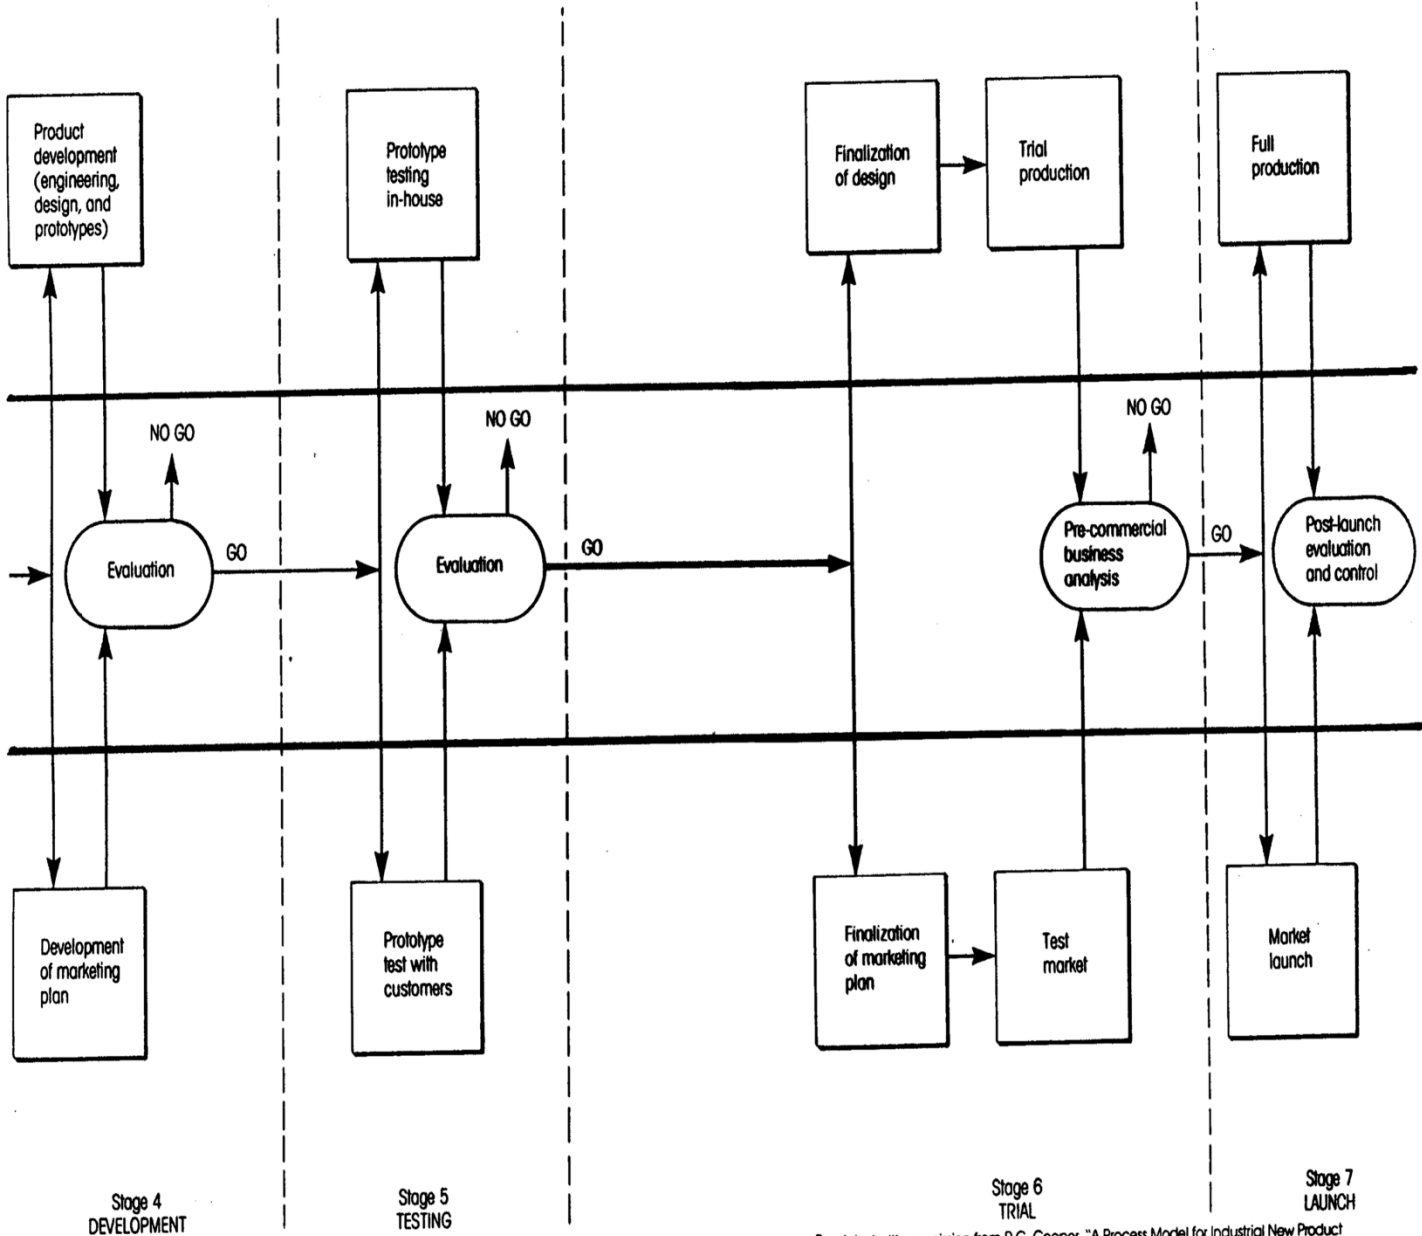 Product
development
(engineering,
design, and
prototypes)
Prototype
testing
in-house
Finalization
of design
Trial
production
Full
production
NO GO
NO GO
NO GO
Evaluation
GO
Evaluation
GO
Pre-commercial
business
analysis
GO
Post-launch
evaluation
and control
Development
of marketing
plan
Prototype
test with
customers
Finalization
of marketing
plan
Test
market
Market
launch
Stage 4
DEVELOPMENT
Stage 5
TESTING
Stage 6
TRIAL
Stage 7
LAUNCH
permission from R.G. Cooper, "A Process Model for Industrial New Product